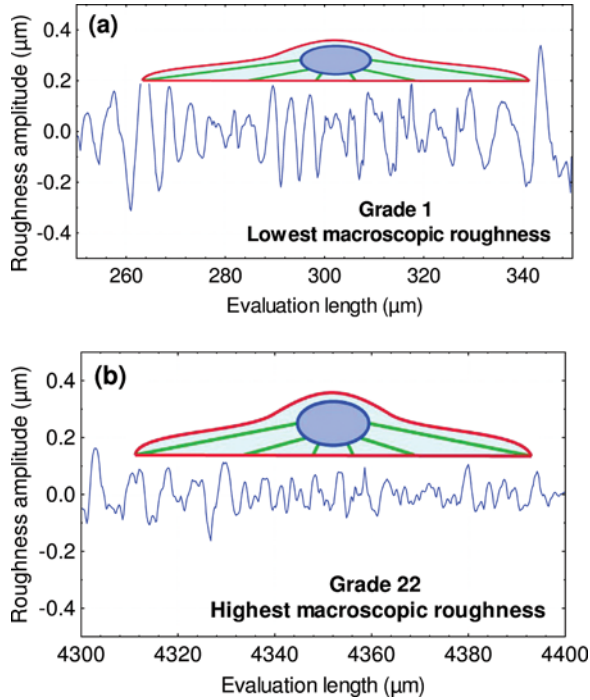 (a)
Roughness amplitude (µm)
0.4
0.2
0.0
-0.2
-0.4
Grade 1
Lowest macroscopic roughness
260 280 300 320 340
Evaluation length (µm)
(b)
Roughness amplitude (µm)
0.4
0.2
0.0
-0.2
-0.4
Grade 22
Highest macroscopic roughness
4300 4320 4340 4360 4380 4400
Evaluation length (µm)